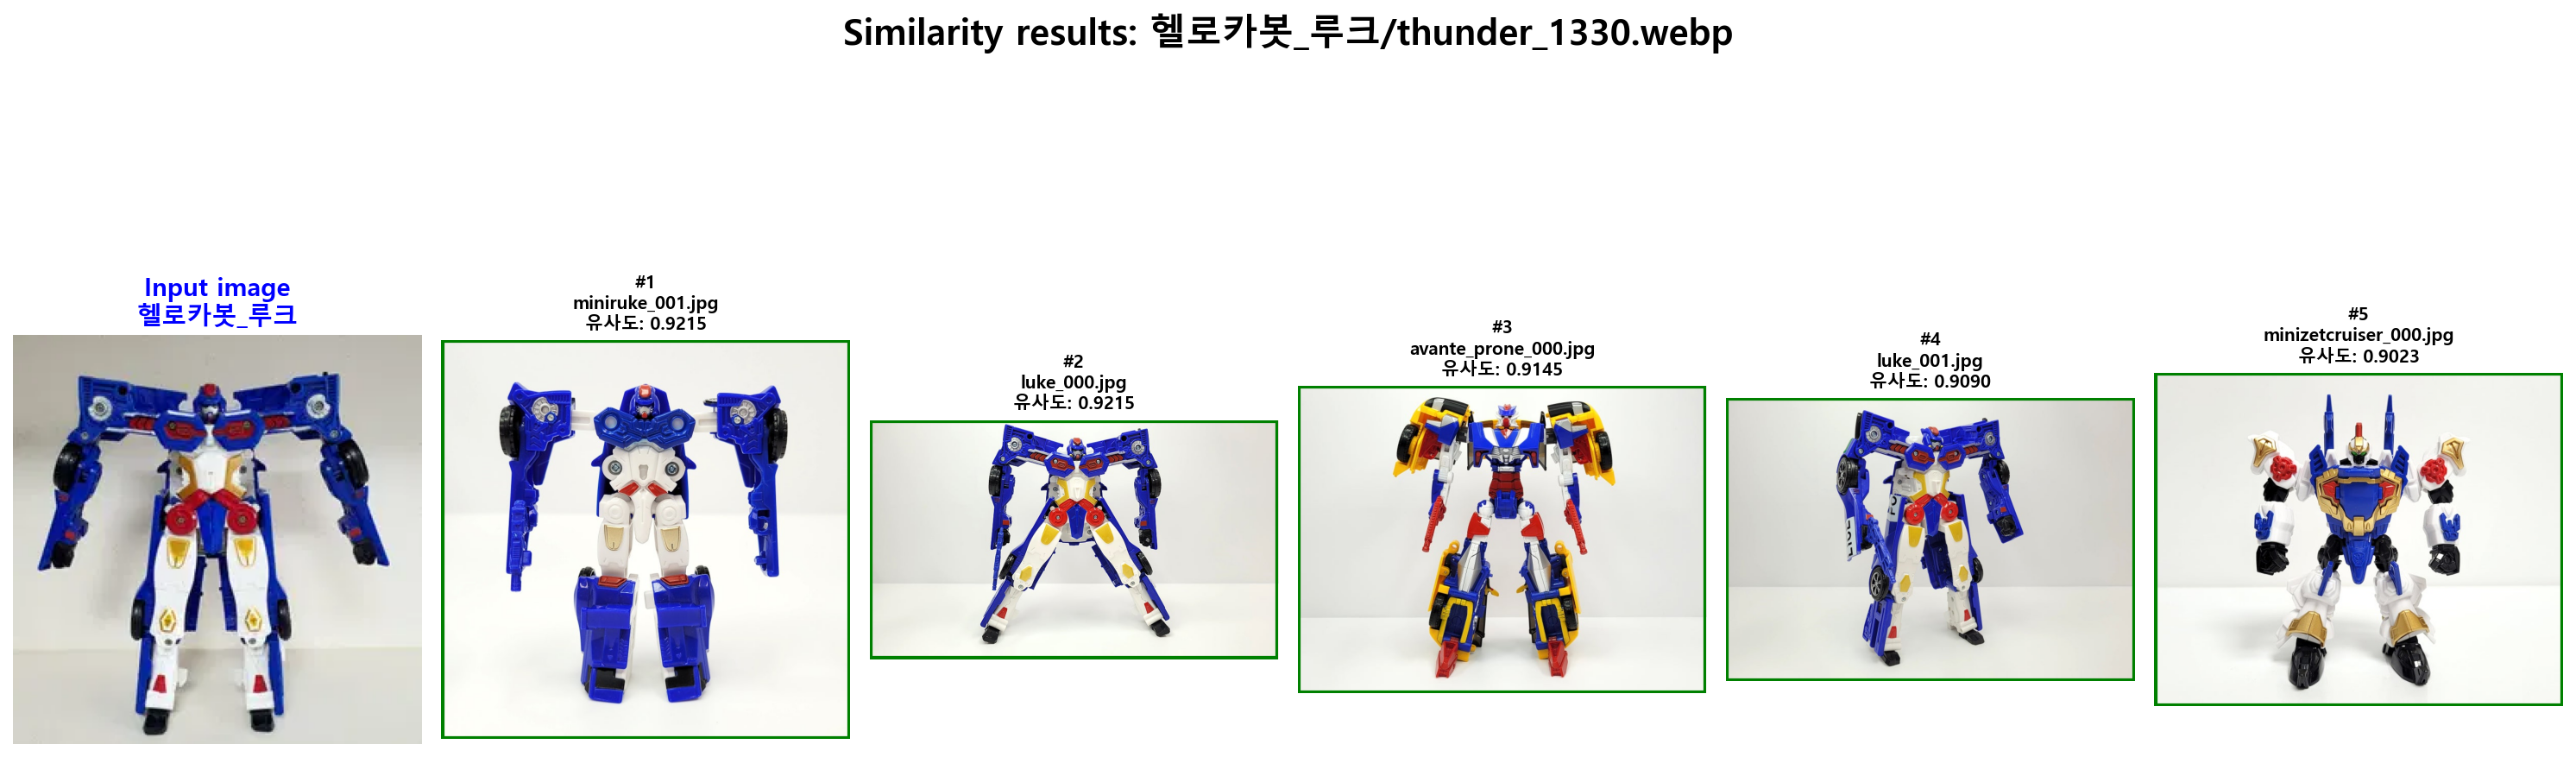 Similarity results: 헬로카봇_루크/thunder_1330.webp
Input image
헬로카봇_루크
#1
miniruke_001.jpg
유사도: 0.9215
#2
luke_000.jpg
유사도: 0.9215
#3
avante_prone_000.jpg
유사도: 0.9145
#4
luke_001.jpg
유사도: 0.9090
#5
minizetcruiser_000.jpg
유사도: 0.9023